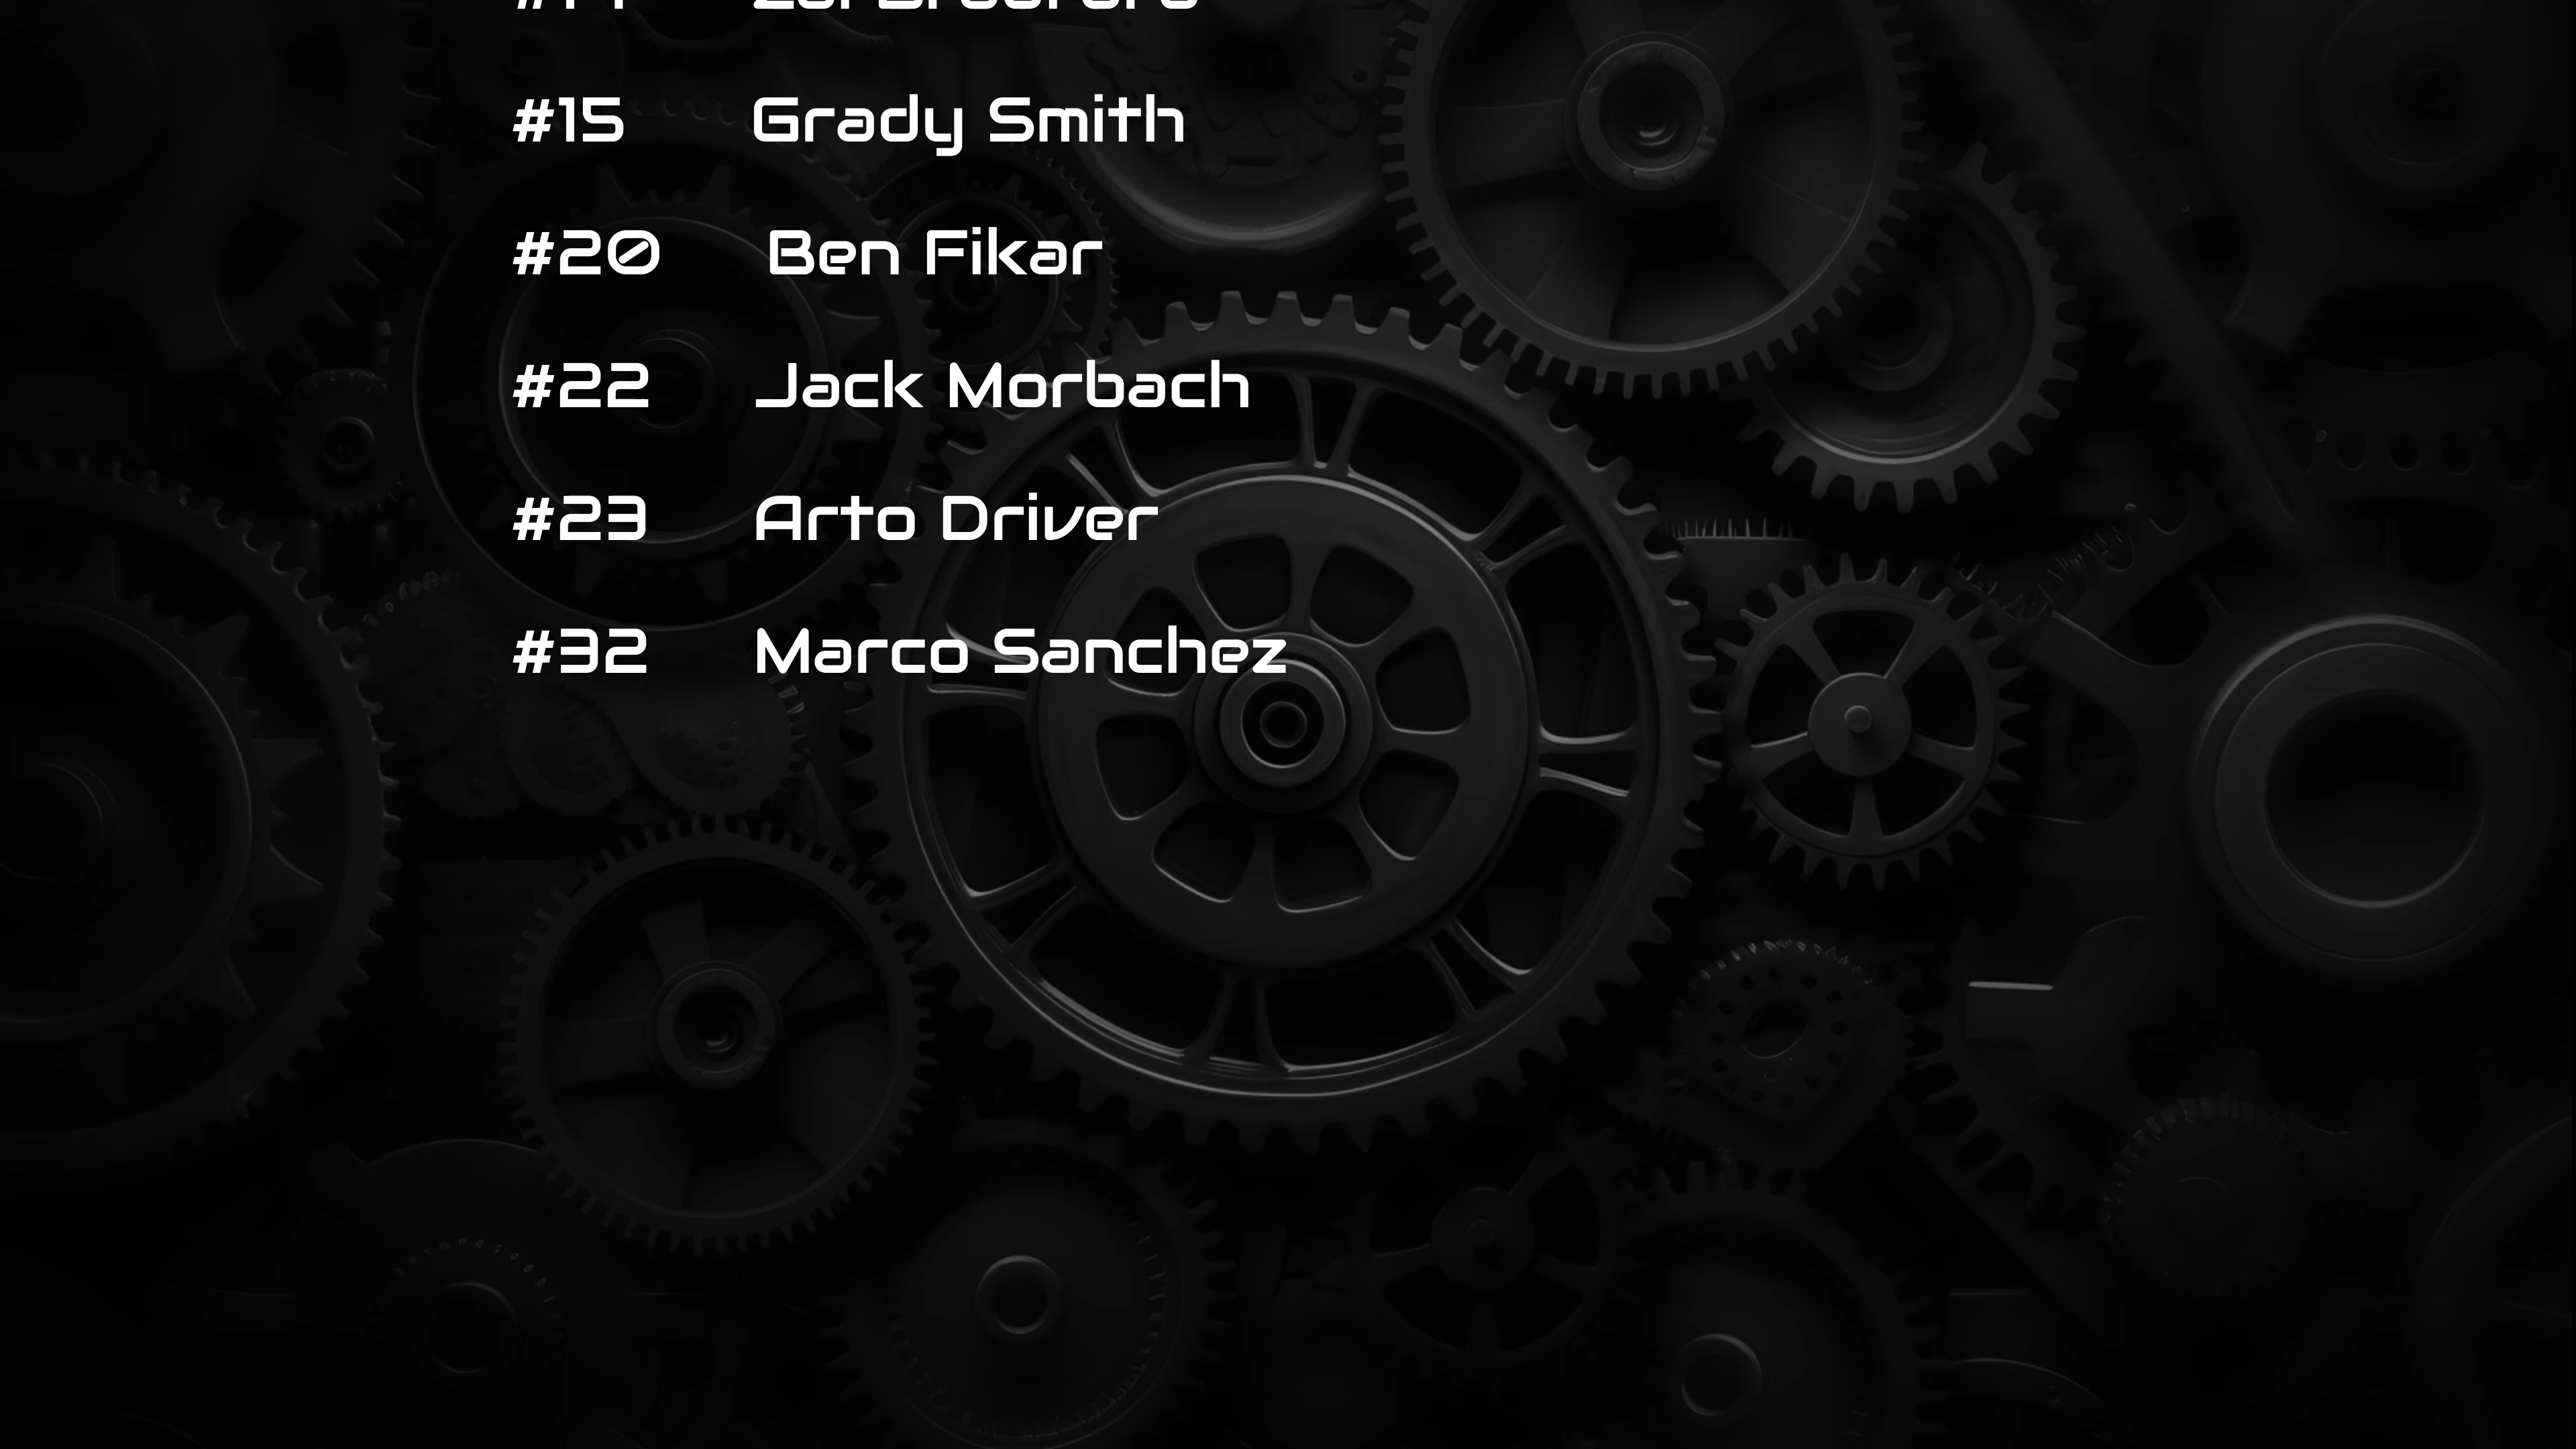 #15 Grady Smith
#20 Ben Fikar
#22 Jack Morbach
#23 Arto Driver
#32 Marco Sanchez